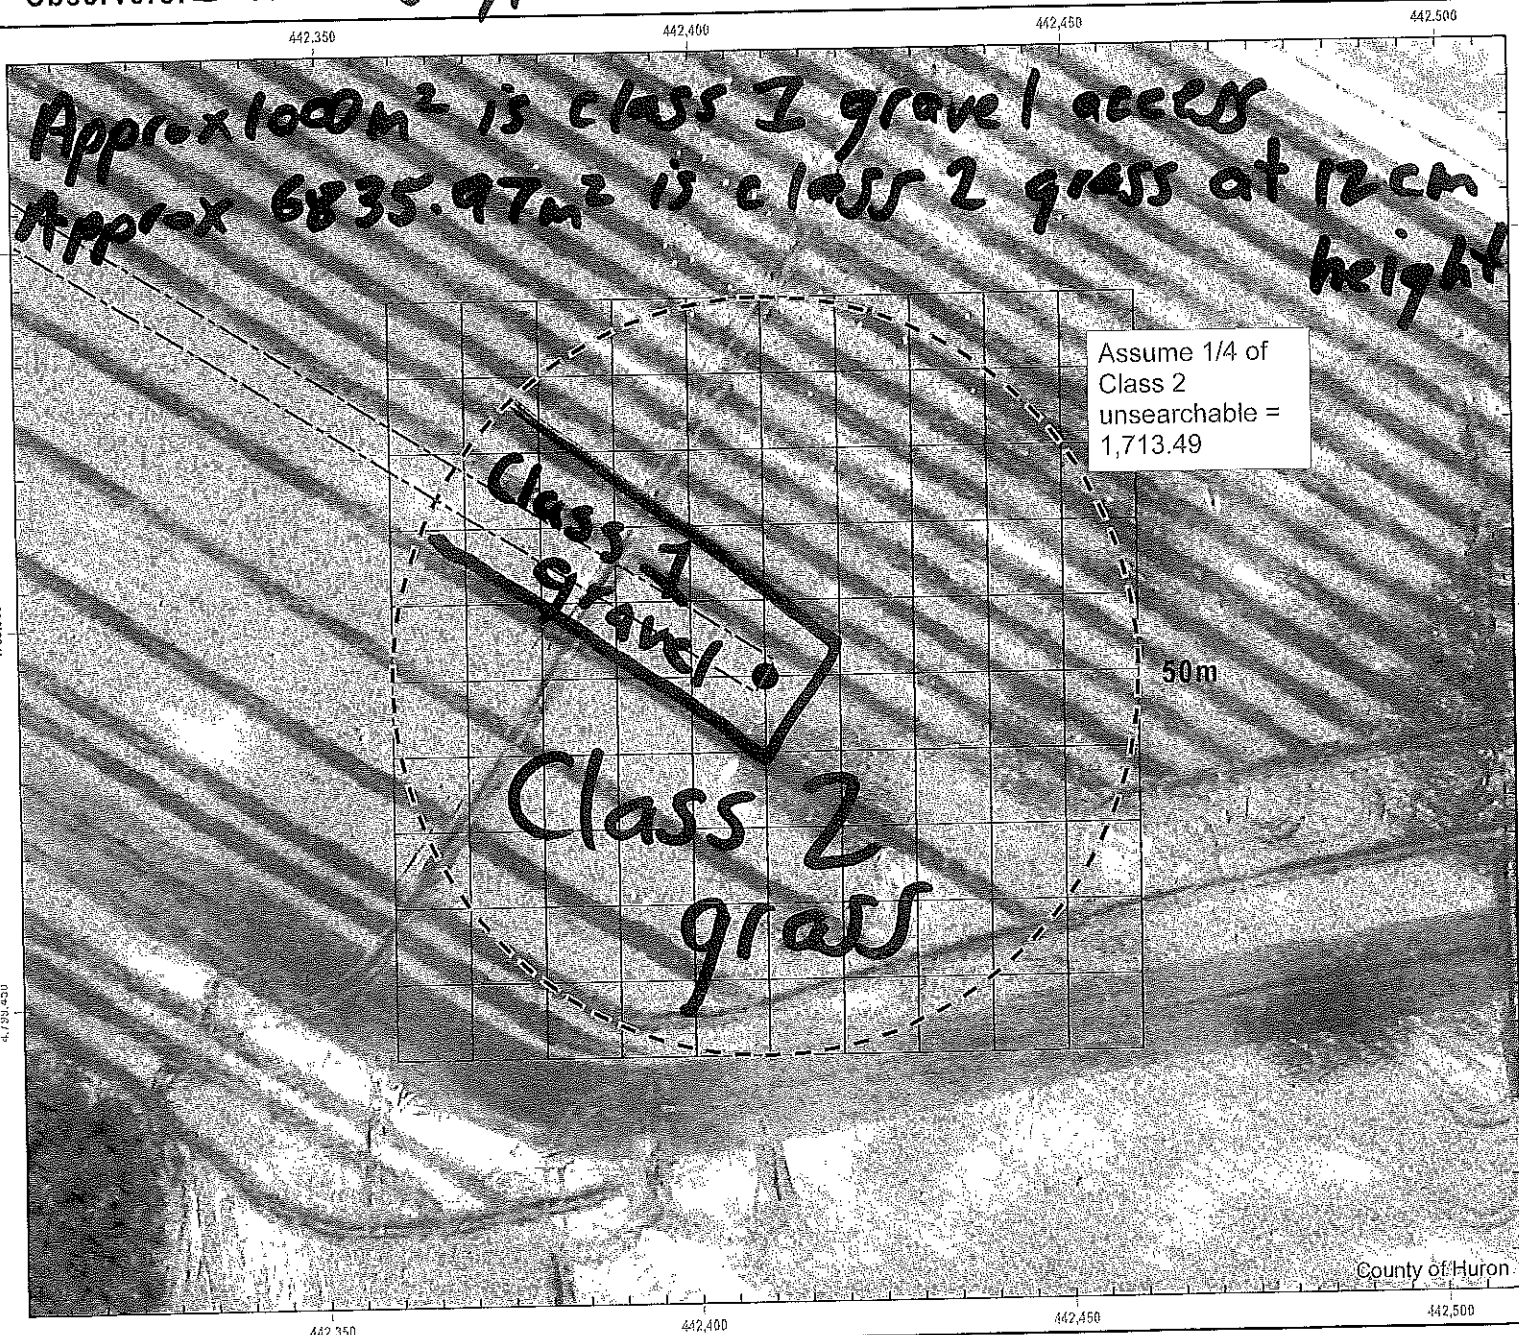 442,350
442,400
442,450
442,500
Approx 1000m² is class 1 gravel access
Approx 6835.97m² is class 2 grass at 12cm
height
Assume 1/4 of
Class 2
unsearchable =
1,713.49
Class 1
gravel
50m
Class 2
grass
County of Huron
442,350
442,400
442,450
442,500